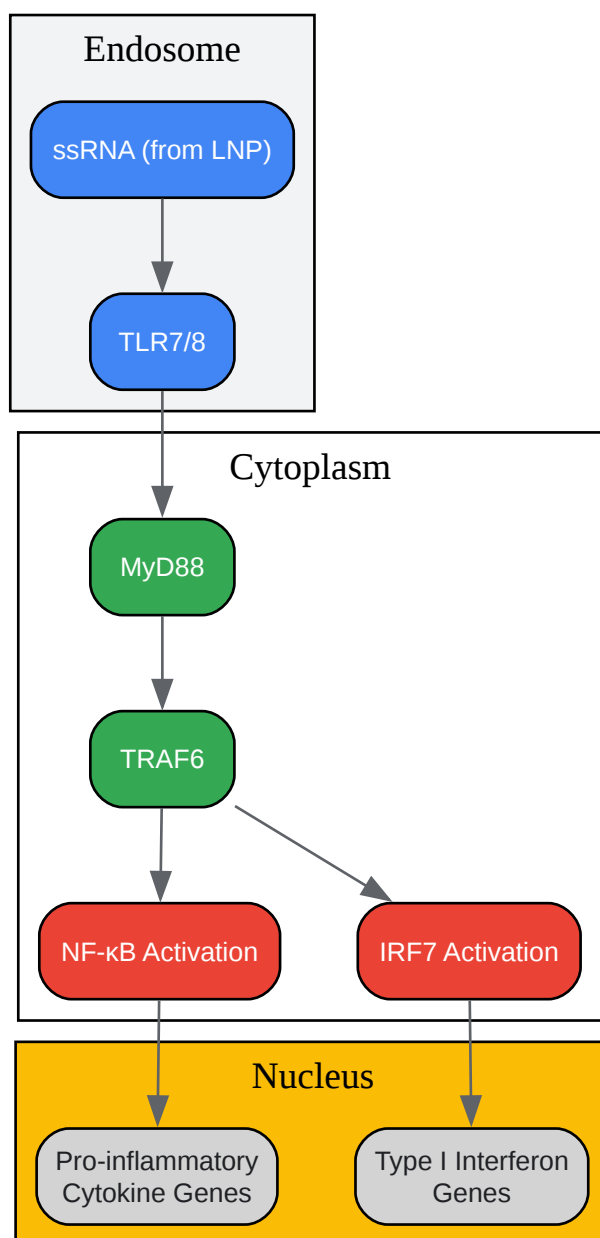 Endosome
ssRNA (from LNP)
TLR7/8
Cytoplasm
MyD88
TRAF6
NF-κB Activation
IRF7 Activation
Nucleus
Pro-inflammatory
Cytokine Genes
Type I Interferon
Genes